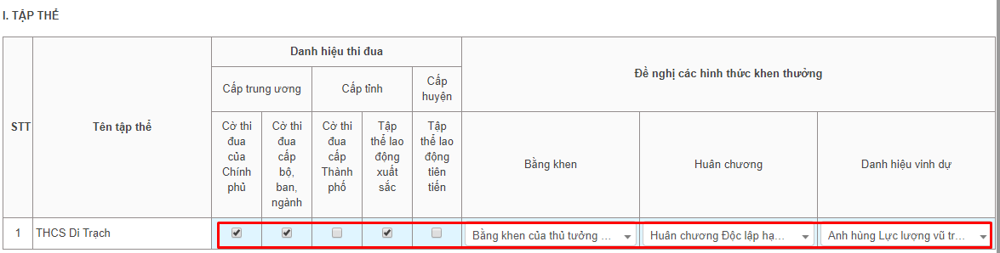 I. TẬP THỂ
STT
Tên tập thể
Danh hiệu thi đua
Đề nghị các hình thức khen thưởng
Cấp trung ương
Cấp tỉnh
Cấp
huyện
Cờ thi
đua
của
Chính
phủ
Cờ thi
đua
cấp
bộ,
ban,
ngành
Cờ thi
đua
cấp
Thành
phố
Tập
thể lao
động
xuất
sắc
Tập
thể lao
động
tiên
tiến
Bằng khen
Huân chương
Danh hiệu vinh dự
1
THCS Di Trạch
Bằng khen của thủ tưởng ...
Huân chương Độc lập hạ...
Anh hùng Lực lượng vũ tr...